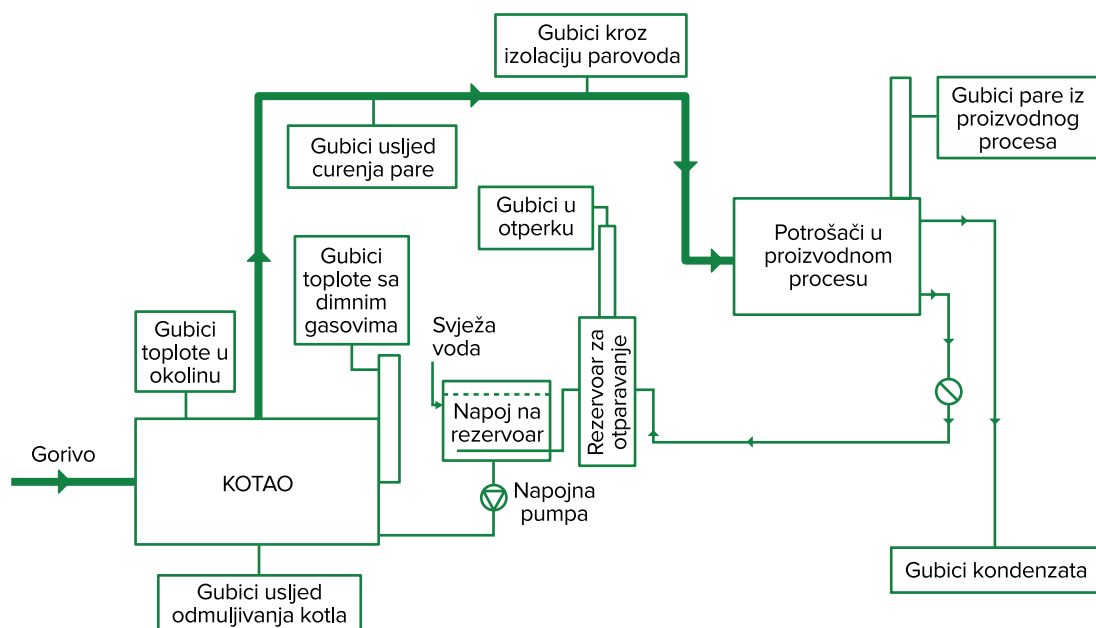 Gubici kroz
izolaciju parovoda
Gubici pare iz
proizvodnog
procesa
Gubici usljed
curenja pare
Gubici u
otperku
Potrošači u
proizvodnom
procesu
Gubici
toplote sa
dimnim
gasovima
Gubici
toplote u
okolinu
Svježa
voda
Rezervoar za
otparavanje
Napoj na
rezervoar
Gorivo
KOTAO
Napojna
pumpa
Gubici kondenzata
Gubici usljed
odmuljivanja kotla